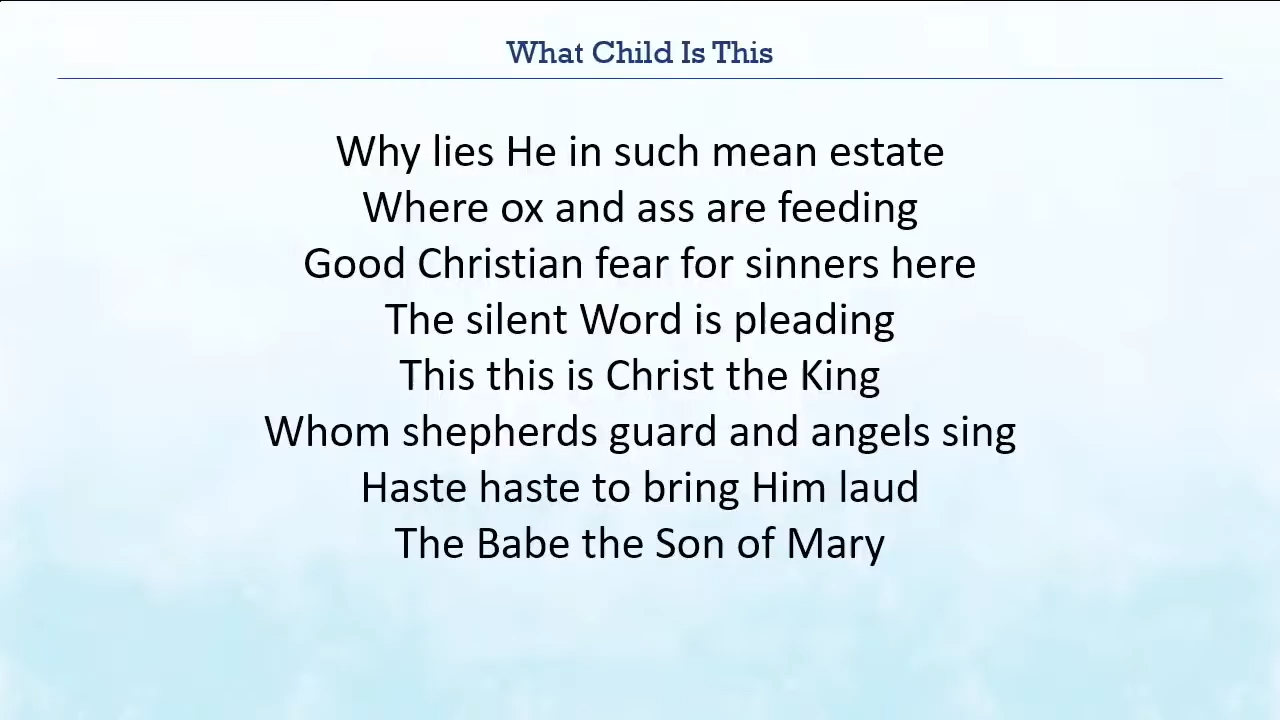 What Child Is This
Why lies He in such mean estate
Where ox and ass are feeding
Good Christian fear for sinners here
The silent Word is pleading
This this is Christ the King
Whom shepherds guard and angels sing
Haste haste to bring Him laud
The Babe the Son of Mary